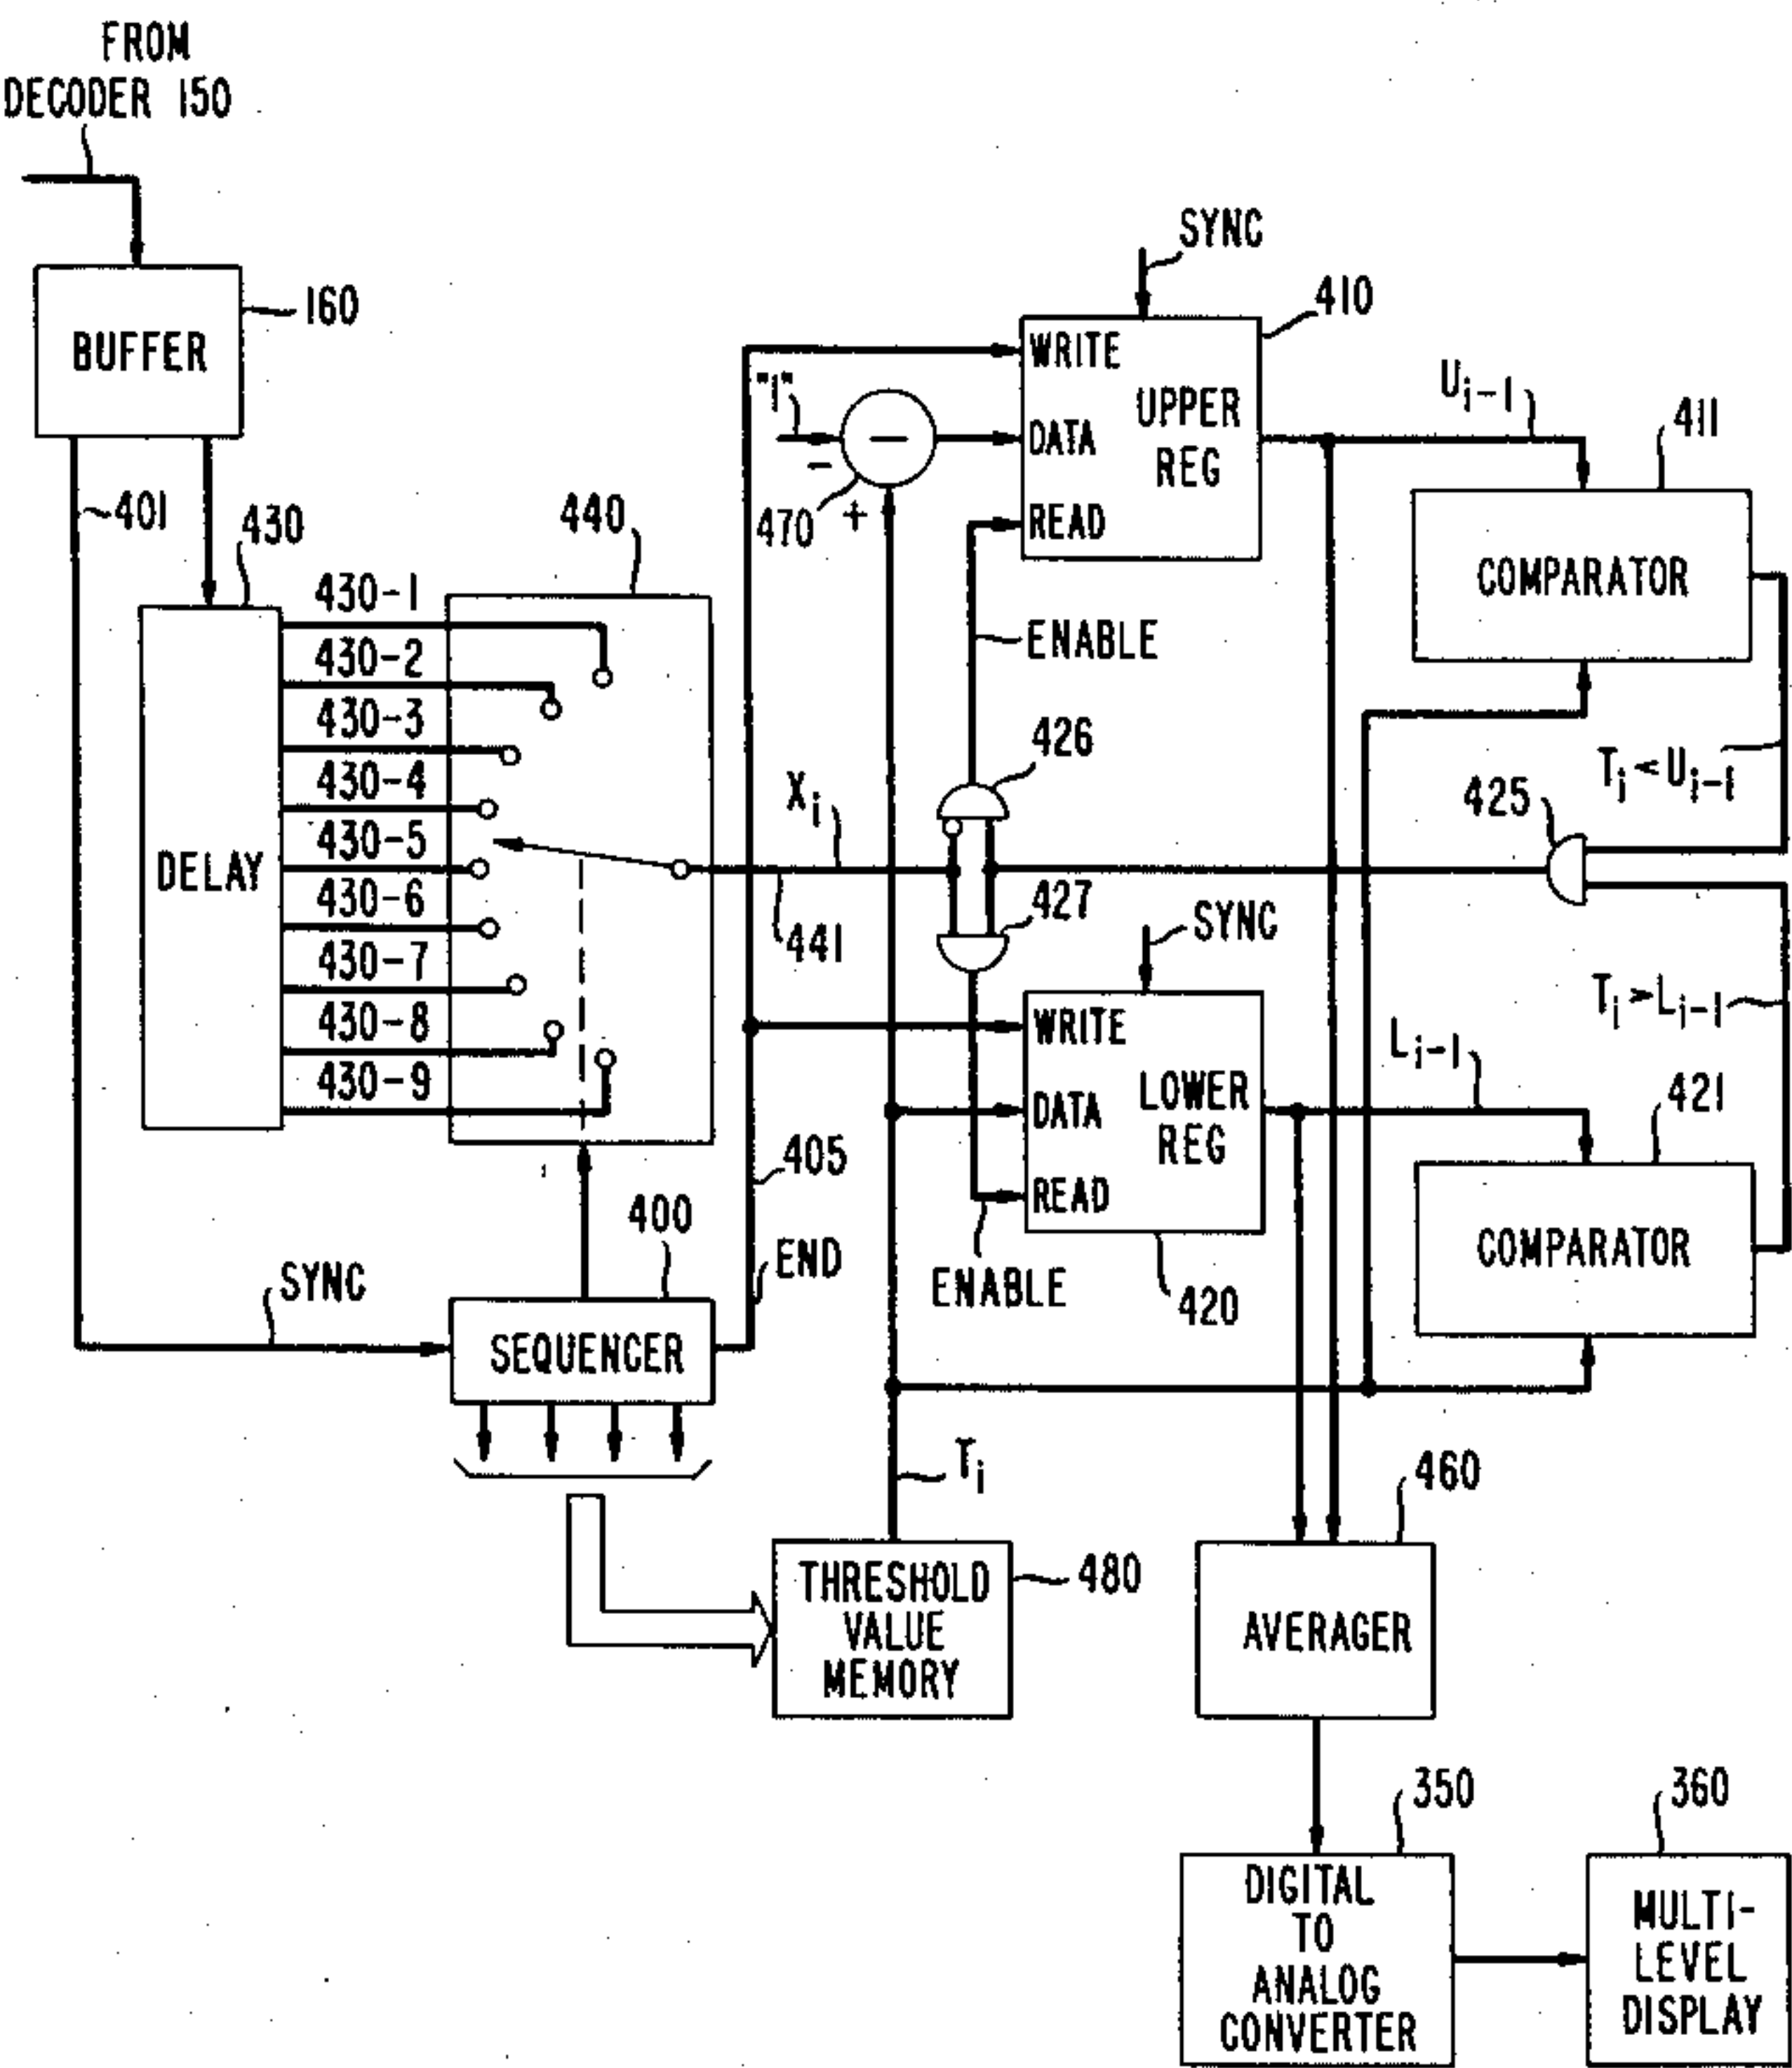 FROM
DECODER 150
BUFFER
160
401
430
440
430-1
430-2
430-3
430-4
430-5
430-6
430-7
430-8
430-9
DELAY
SYNC
400
SEQUENCER
405
END
Xi
441
SYNC
410
WRITE
DATA
READ
UPPER
REG
"1"
-
-
470
+
ENABLE
426
427
SYNC
WRITE
DATA
READ
LOWER
REG
ENABLE
420
Ui-1
411
COMPARATOR
Ti < Ui-1
425
Ti > Li-1
Li-1
421
COMPARATOR
Ti
THRESHOLD
VALUE
MEMORY
480
460
AVERAGER
350
DIGITAL
TO
ANALOG
CONVERTER
360
MULTI-
LEVEL
DISPLAY